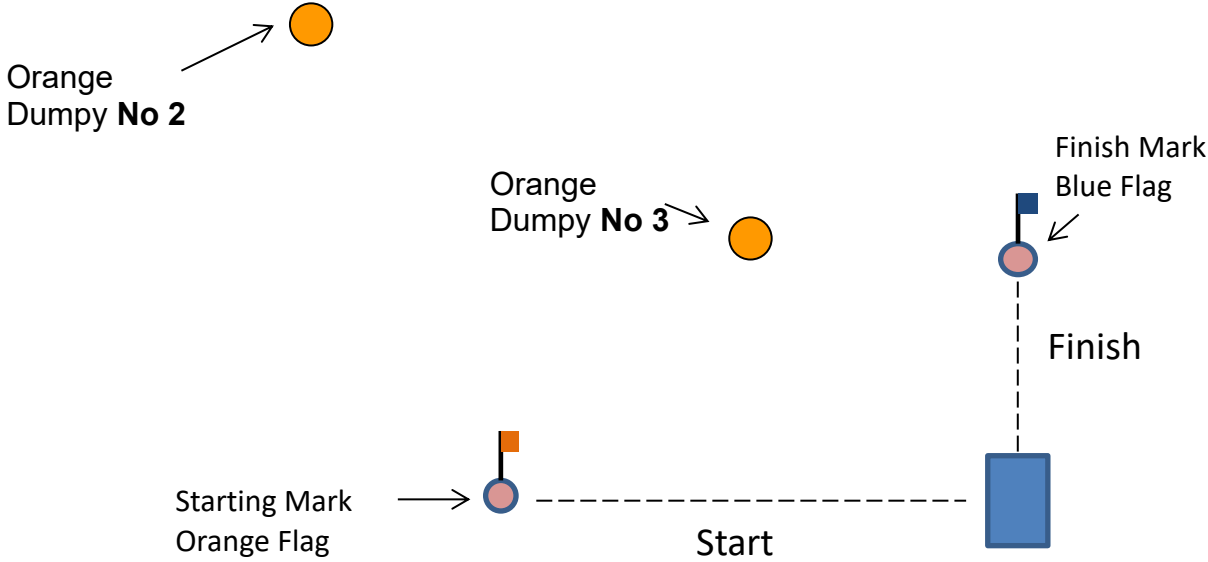 Orange
Dumpy No 2
Finish Mark
Blue Flag
Orange
Dumpy No 3
Finish
Starting Mark
Orange Flag
Start